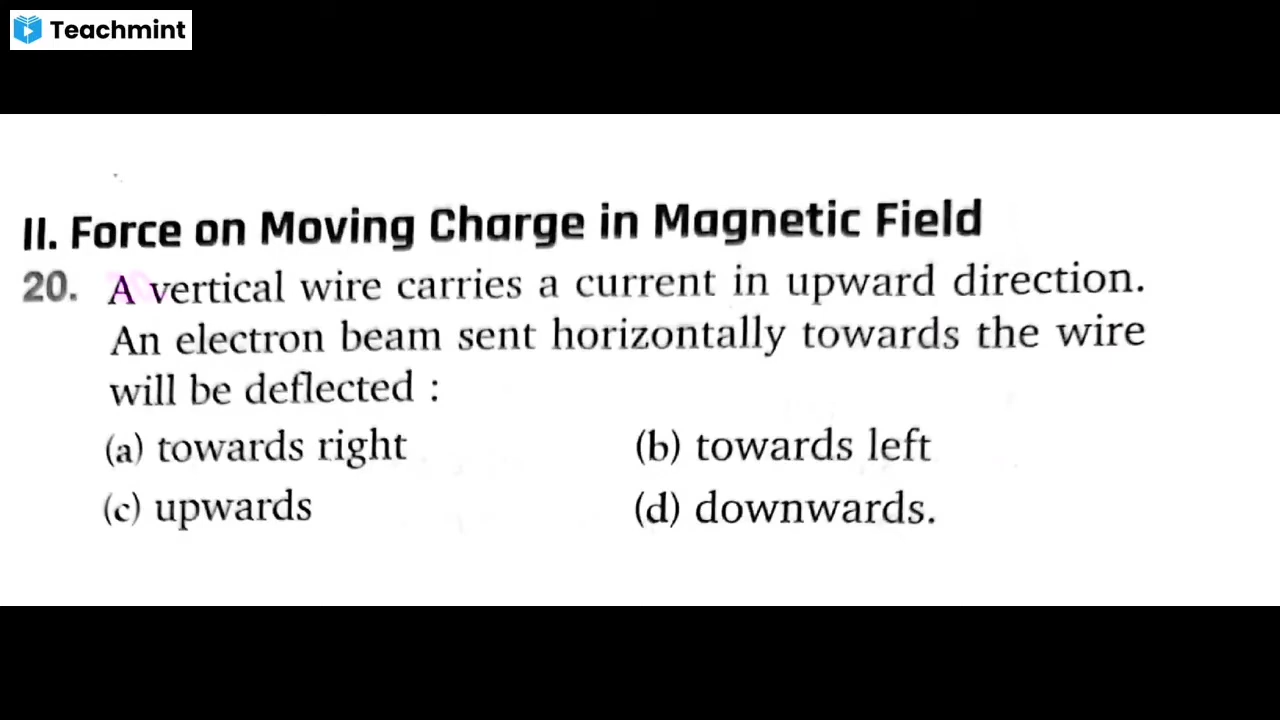 Teachmint
II. Force on Moving Charge in Magnetic Field
20. A vertical wire carries a current in upward direction.
An electron beam sent horizontally towards the wire
will be deflected :
(a) towards right (b) towards left
(c) upwards (d) downwards.